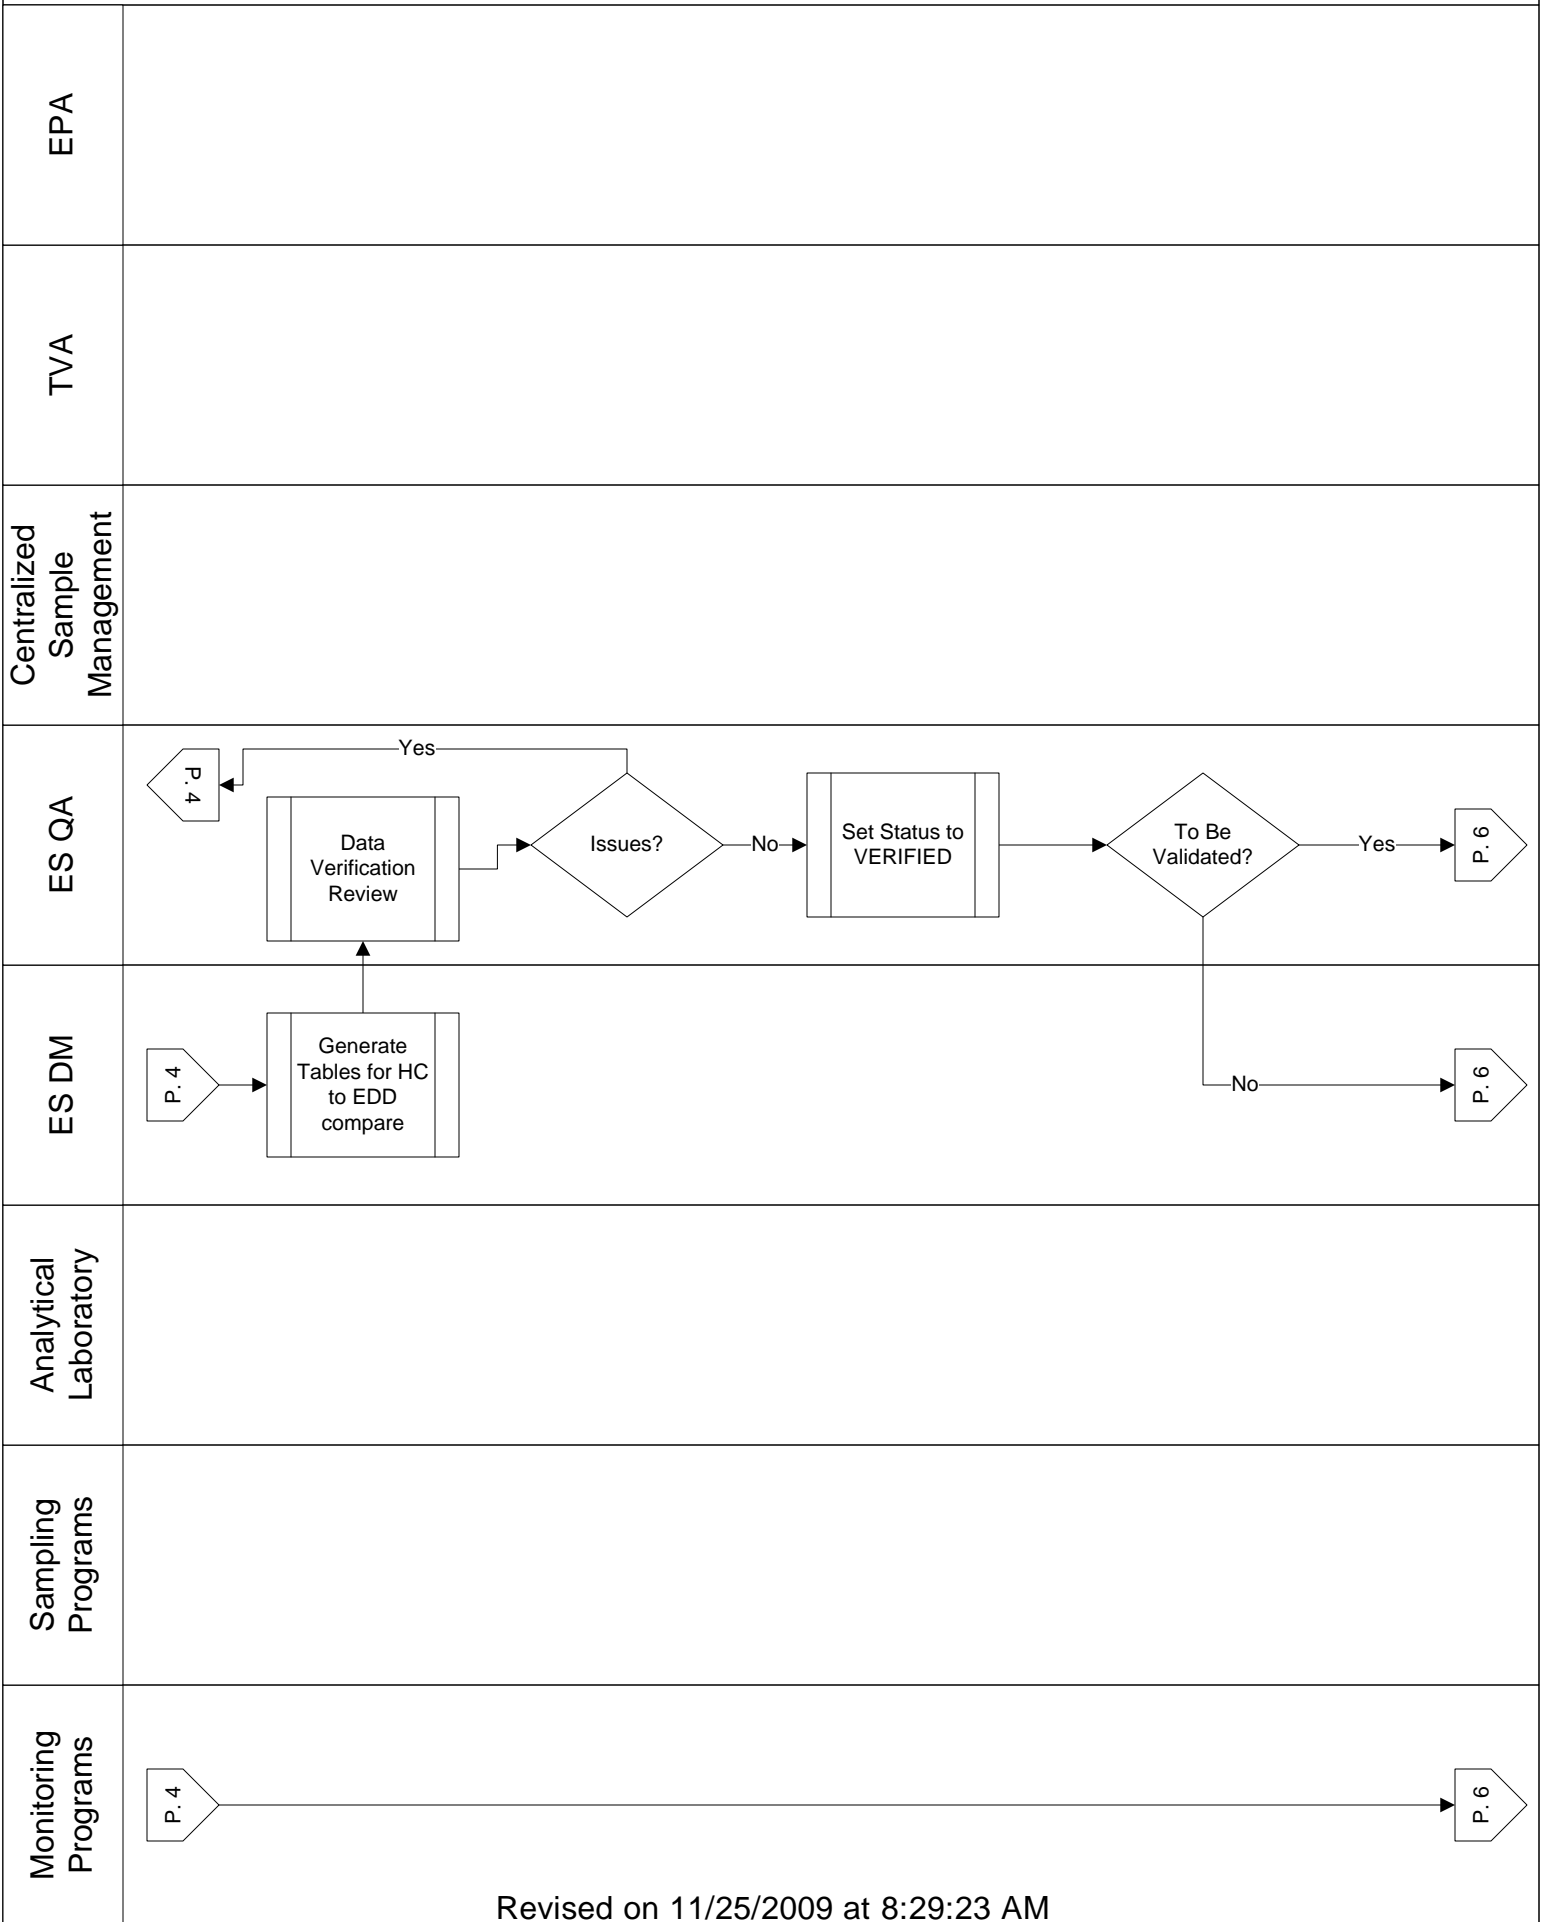 EPA
TVA
Centralized
Sample
Management
ES QA
P. 4
Yes
Data
Verification
Review
Issues?
No
Set Status to
VERIFIED
To Be
Validated?
Yes
P. 6
ES DM
P. 4
Generate
Tables for HC
to EDD
compare
No
P. 6
Analytical
Laboratory
Sampling
Programs
Monitoring
Programs
P. 4
P. 6
Revised on 11/25/2009 at 8:29:23 AM